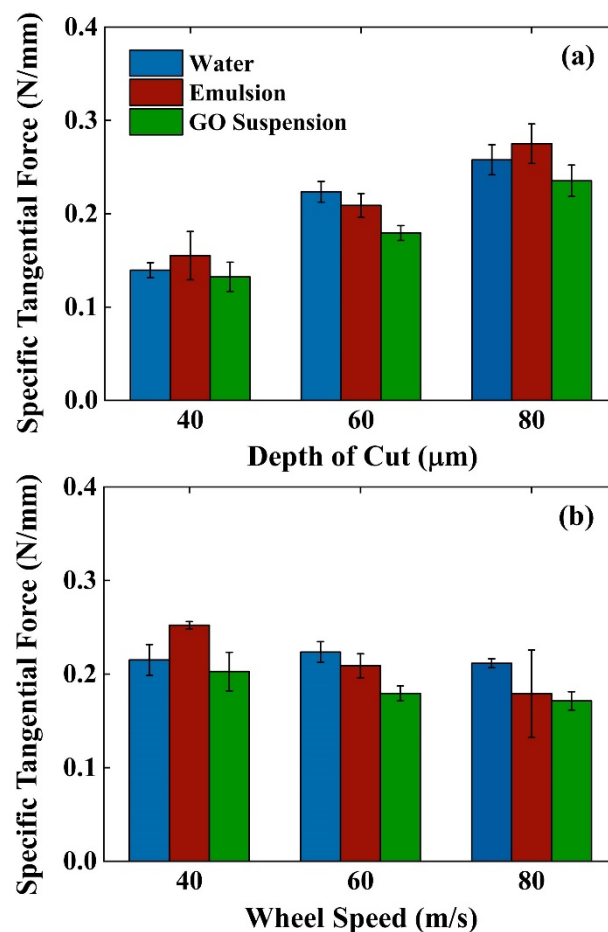 (a)
Water
Emulsion
GO Suspension
Specific Tangential Force (N/mm)
0.4
0.3
0.2
0.1
0.0
40 60 80
Depth of Cut (μm)
(b)
Specific Tangential Force (N/mm)
0.4
0.3
0.2
0.1
0.0
40 60 80
Wheel Speed (m/s)